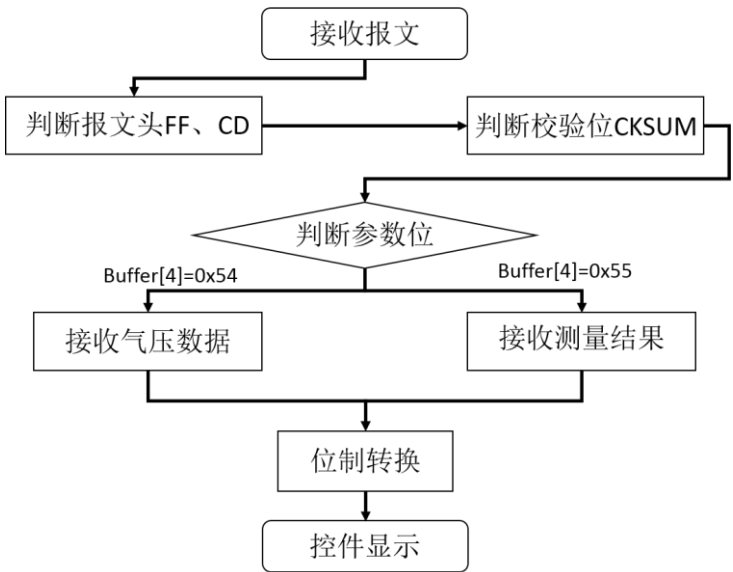 接收报文
判断报文头FF、CD
判断校验位CKSUM
判断参数位
Buffer[4]=0x54
Buffer[4]=0x55
接收气压数据
接收测量结果
位制转换
控件显示